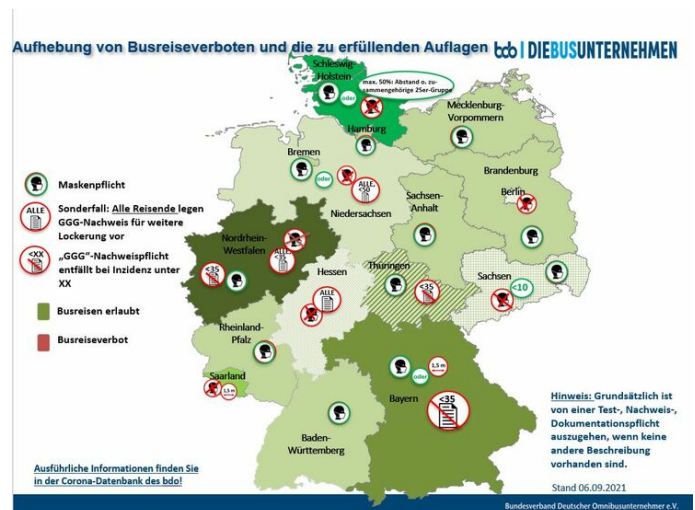 Aufhebung von Busreiseverboten und die zu erfüllenden Auflagen
bdo | DIEBUSUNTERNEHMEN
Schleswig-
Holstein
oder
max. 50%: Abstand o. zu-
sammengehörige 25er-Gruppe
Mecklenburg-
Vorpommern
Hamburg
Bremen
oder
ALLE,
<50
Niedersachsen
Brandenburg
Berlin
Sachsen-
Anhalt
Maskenpflicht
ALLE
Sonderfall: Alle Reisende legen
GGG-Nachweis für weitere
Lockerung vor
<XX
„GGG“-Nachweispflicht
entfällt bei Inzidenz unter
XX
Busreisen erlaubt
Busreiseverbot
Nordrhein-
Westfalen
ALLE,
<35
<35
Hessen
ALLE
Thüringen
<35
Sachsen
<10
Rheinland-
Pfalz
Saarland
1,5 m
oder
1,5 m
Bayern
<35
Baden-
Württemberg
Hinweis: Grundsätzlich ist
von einer Test-, Nachweis-,
Dokumentationspflicht
auszugehen, wenn keine
andere Beschreibung
vorhanden sind.
Ausführliche Informationen finden Sie
in der Corona-Datenbank des bdo!
Stand 06.09.2021
Bundesverband Deutscher Omnibusunternehmer e.V.